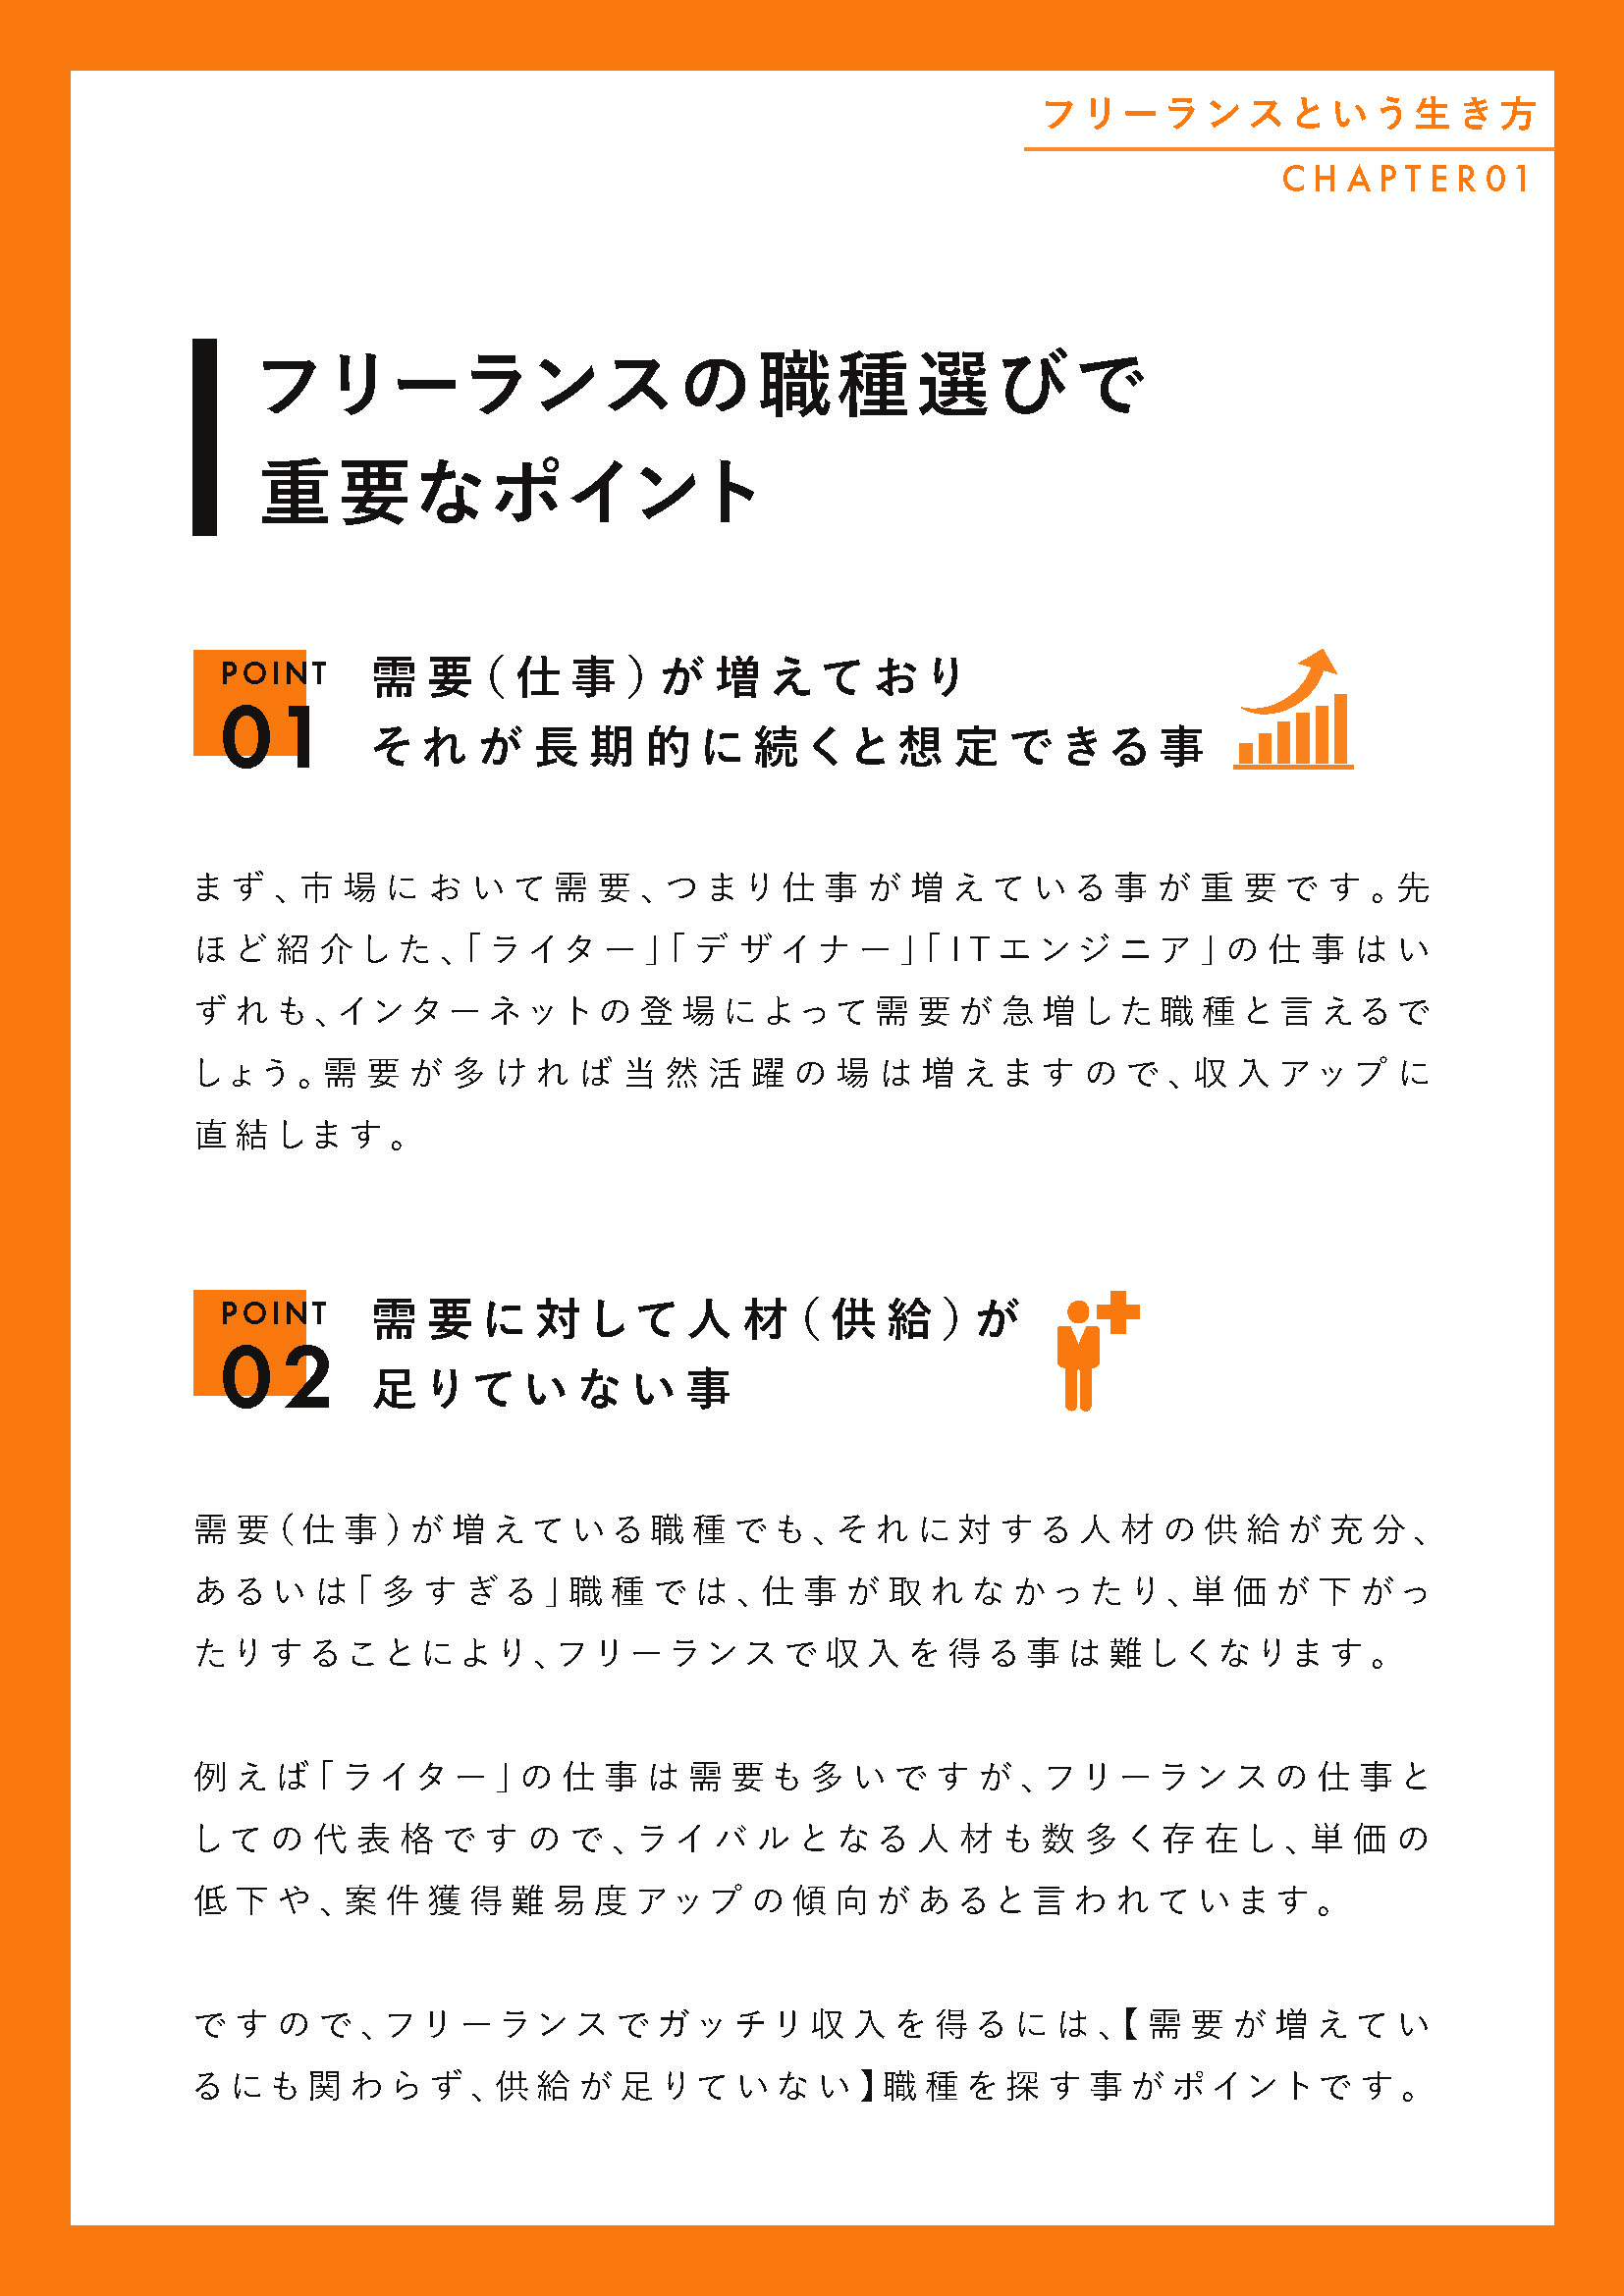 フリーランスという生き方
CHAPTER01
フリーランスの職種選びで
重要なポイント
POINT
01
需要（仕事）が増えており
それが長期的に続くと想定できる事
まず、市場において需要、つまり仕事が増えている事が重要です。先
ほど紹介した、「ライター」「デザイナー」「ITエンジニア」の仕事はい
ずれも、インターネットの登場によって需要が急増した職種と言えるで
しょう。需要が多ければ当然活躍の場は増えますので、収入アップに
直結します。
POINT
02
需要に対して人材（供給）が
足りていない事
需要（仕事）が増えている職種でも、それに対する人材の供給が充分、
あるいは「多すぎる」職種では、仕事が取れなかったり、単価が下がっ
たりすることにより、フリーランスで収入を得る事は難しくなります。
例えば「ライター」の仕事は需要も多いですが、フリーランスの仕事と
しての代表格ですので、ライバルとなる人材も数多く存在し、単価の
低下や、案件獲得難易度アップの傾向があると言われています。
ですので、フリーランスでガッチリ収入を得るには、【需要が増えてい
るにも関わらず、供給が足りていない】職種を探す事がポイントです。